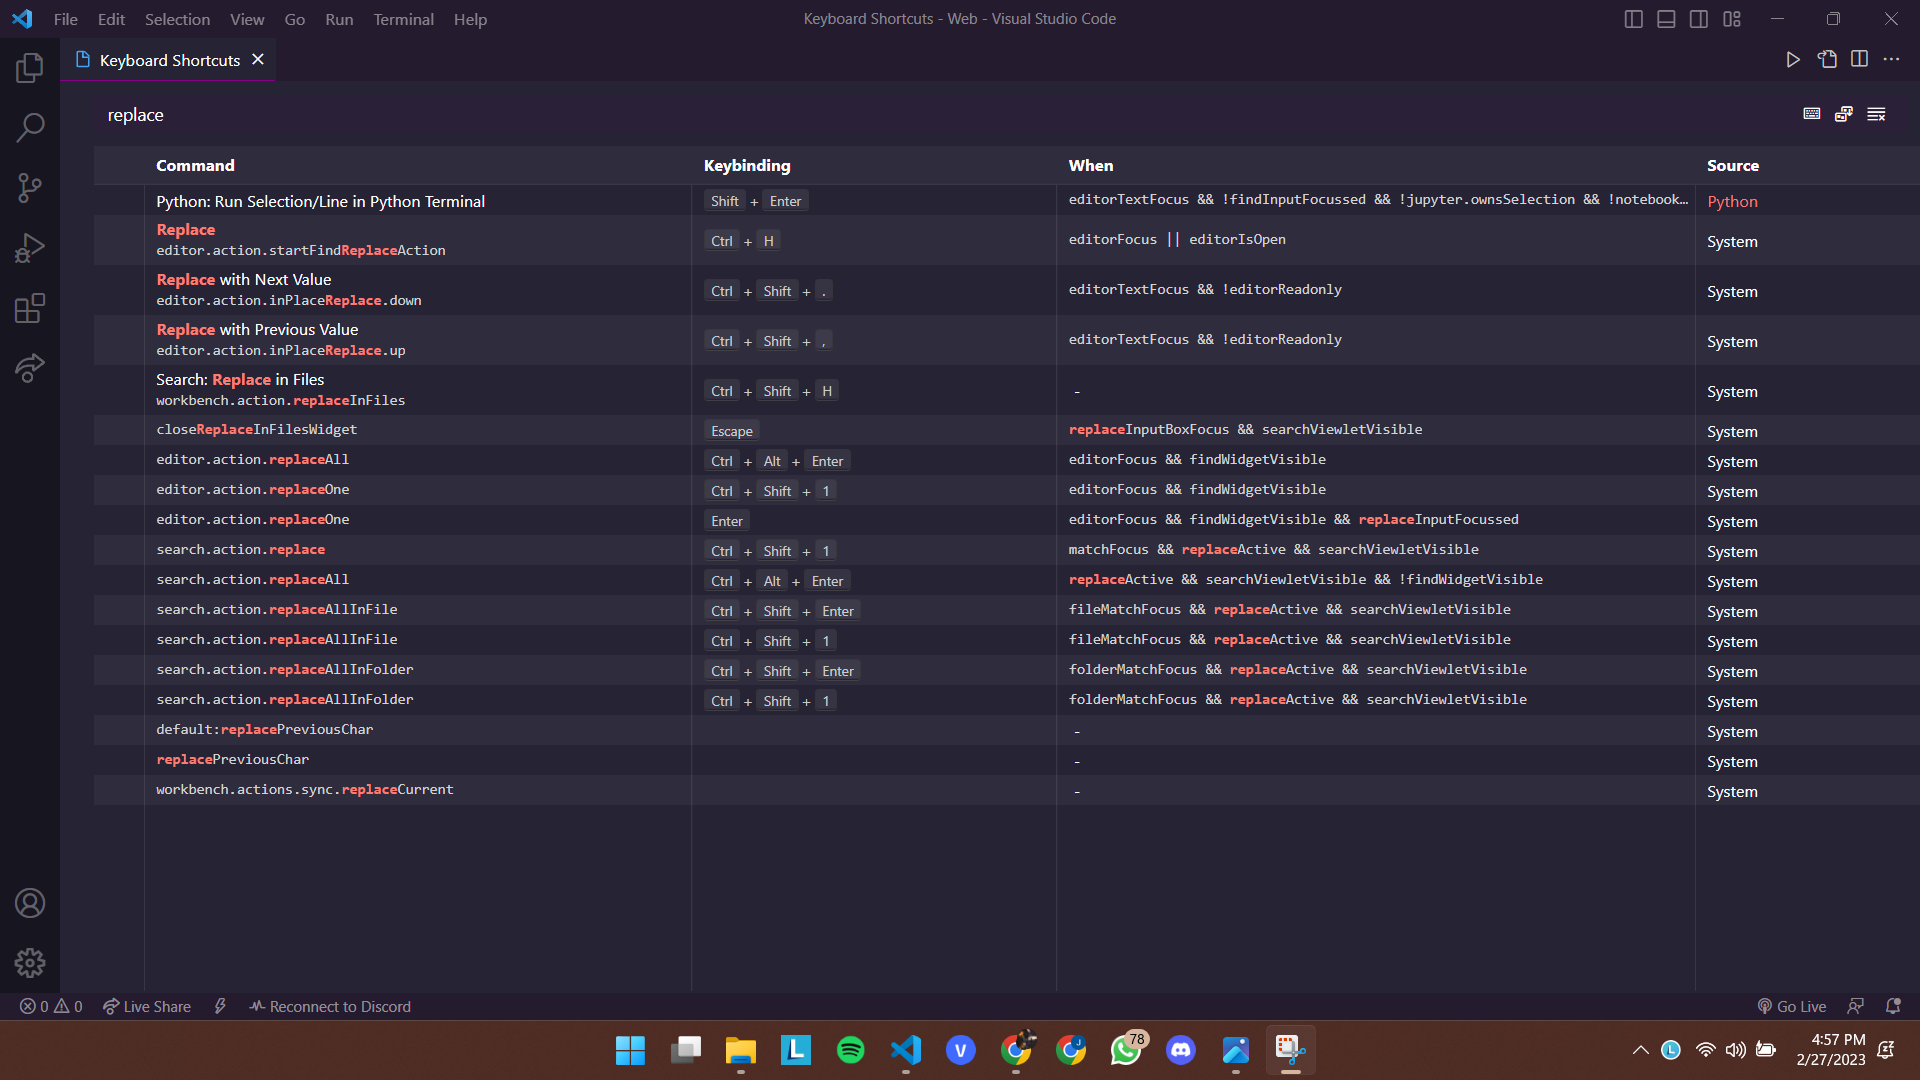 File Edit Selection View Go Run Terminal Help Keyboard Shortcuts - Web - Visual Studio Code
Keyboard Shortcuts
replace
Command Keybinding When Source
Python: Run Selection/Line in Python Terminal Shift + Enter editorTextFocus && !findInputFocussed && !jupyter.ownsSelection && !notebook... Python
Replace
editor.action.startFindReplaceAction Ctrl + H editorFocus || editorIsOpen System
Replace with Next Value
editor.action.inPlaceReplace.down Ctrl + Shift + . editorTextFocus && !editorReadonly System
Replace with Previous Value
editor.action.inPlaceReplace.up Ctrl + Shift + , editorTextFocus && !editorReadonly System
Search: Replace in Files
workbench.action.replaceInFiles Ctrl + Shift + H - System
closeReplaceInFilesWidget Escape replaceInputBoxFocus && searchViewletVisible System
editor.action.replaceAll Ctrl + Alt + Enter editorFocus && findWidgetVisible System
editor.action.replaceOne Ctrl + Shift + 1 editorFocus && findWidgetVisible System
editor.action.replaceOne Enter editorFocus && findWidgetVisible && replaceInputFocussed System
search.action.replace Ctrl + Shift + 1 matchFocus && replaceActive && searchViewletVisible System
search.action.replaceAll Ctrl + Alt + Enter replaceActive && searchViewletVisible && !findWidgetVisible System
search.action.replaceAllInFile Ctrl + Shift + Enter fileMatchFocus && replaceActive && searchViewletVisible System
search.action.replaceAllInFile Ctrl + Shift + 1 fileMatchFocus && replaceActive && searchViewletVisible System
search.action.replaceAllInFolder Ctrl + Shift + Enter folderMatchFocus && replaceActive && searchViewletVisible System
search.action.replaceAllInFolder Ctrl + Shift + 1 folderMatchFocus && replaceActive && searchViewletVisible System
default:replacePreviousChar - System
replacePreviousChar - System
workbench.actions.sync.replaceCurrent - System
0 0 Live Share Reconnect to Discord Go Live
L V J 78 L 4:57 PM
2/27/2023